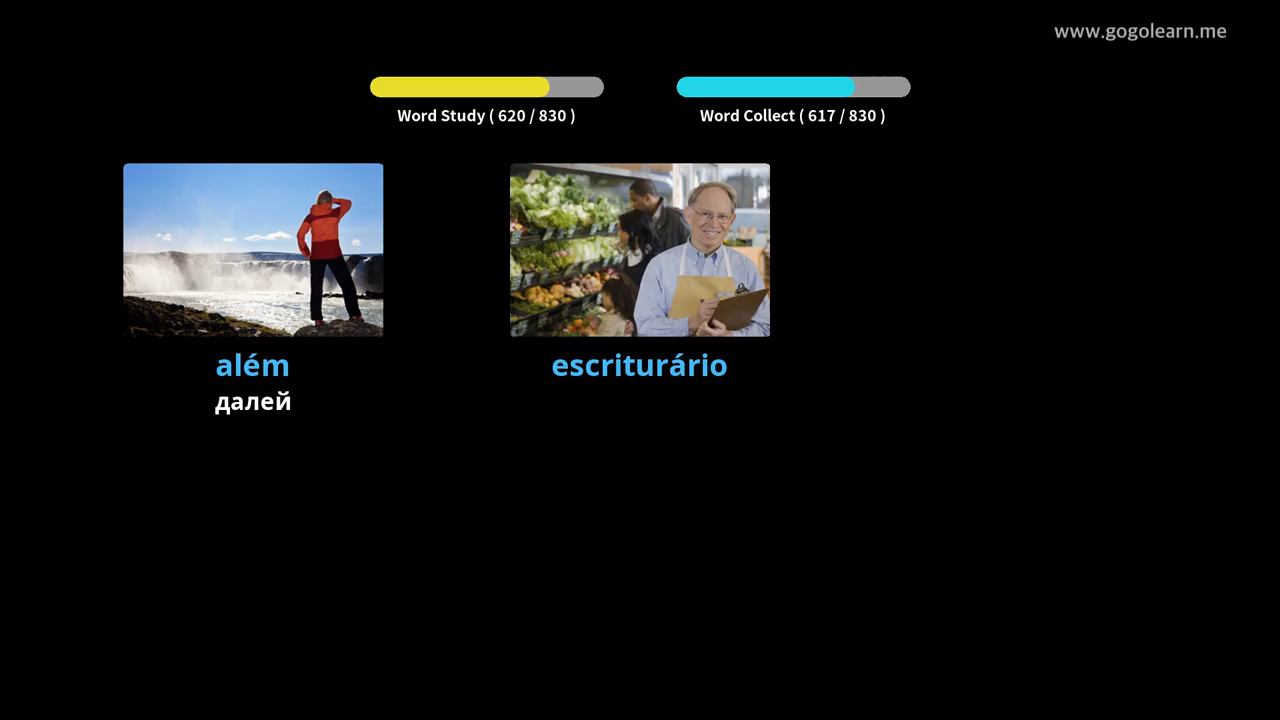 www.gogolearn.me
Word Study ( 620 / 830 )
Word Collect ( 617 / 830 )
além
далей
escriturário